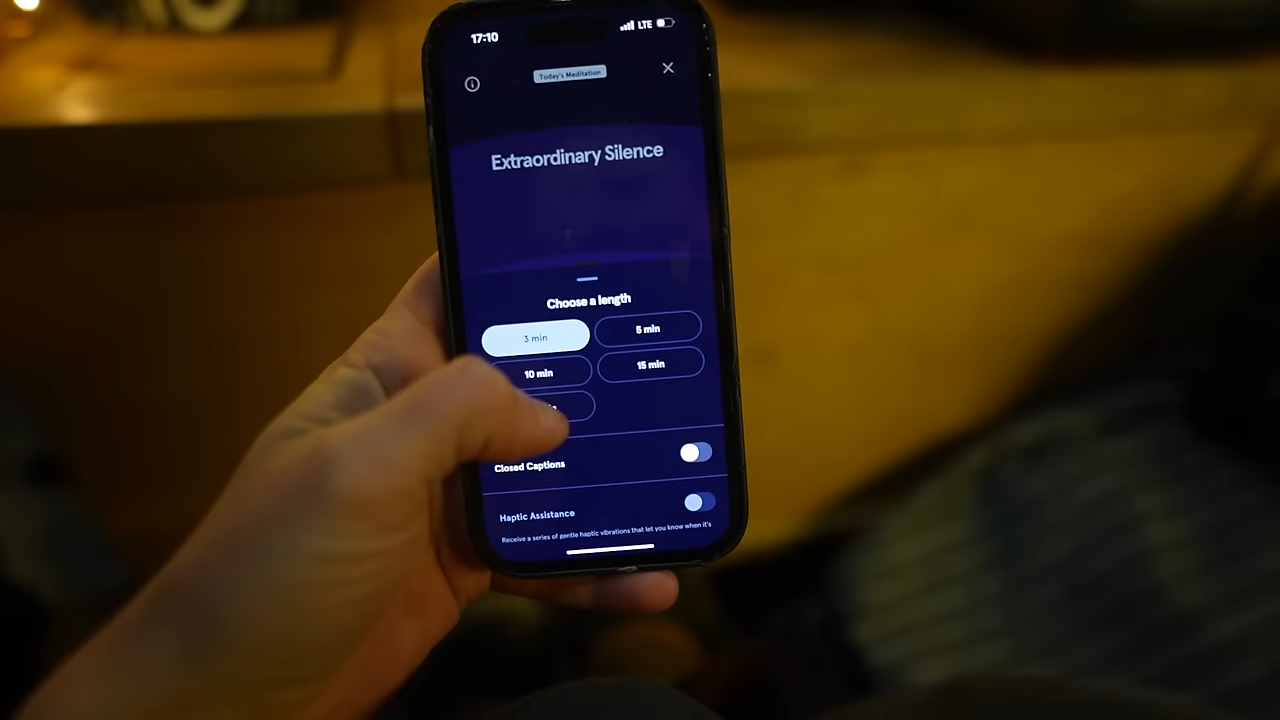 17:10
LTE
Today's Meditation
Extraordinary Silence
Choose a length
3 min
5 min
10 min
15 min
Closed Captions
Haptic Assistance
Receive a series of gentle haptic vibrations that let you know when it's